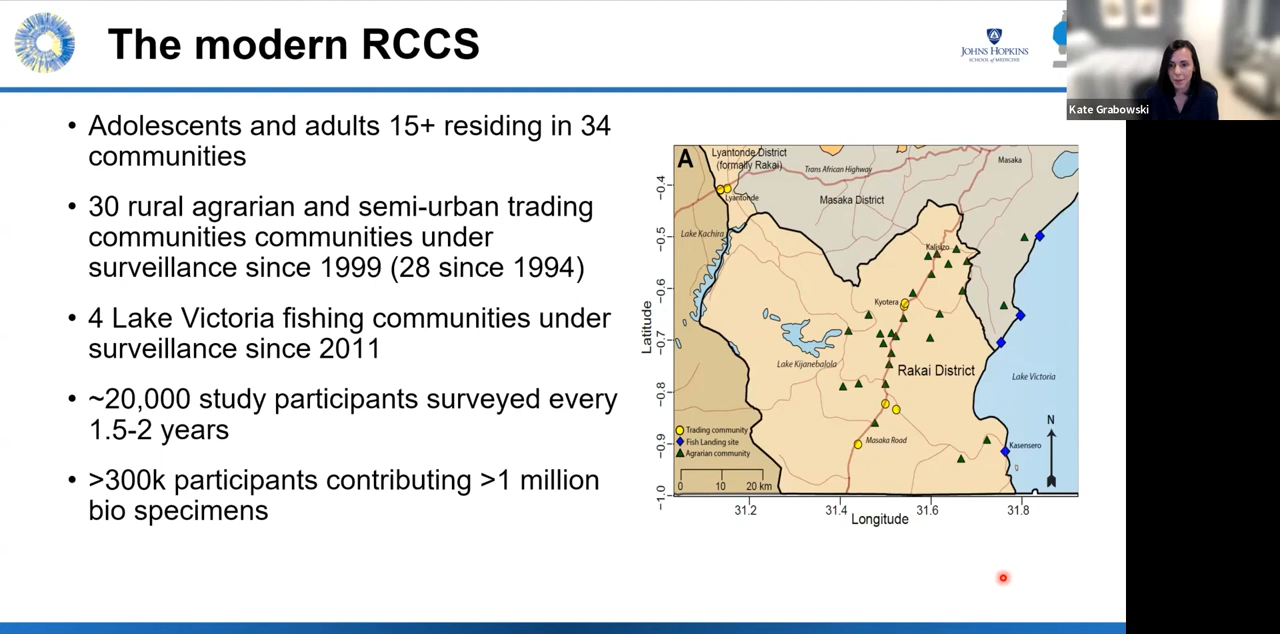 The modern RCCS
JOHNS HOPKINS
SCHOOL of MEDICINE
Kate Grabowski
• Adolescents and adults 15+ residing in 34
communities
• 30 rural agrarian and semi-urban trading
communities communities under
surveillance since 1999 (28 since 1994)
• 4 Lake Victoria fishing communities under
surveillance since 2011
• ~20,000 study participants surveyed every
1.5-2 years
• >300k participants contributing >1 million
bio specimens
A
Lyantonde District
(formally Rakai)
Trans African Highway
Masaka
Lyantonde
Masaka District
Lake Kachira
Kalisizo
Kyotera
Lake Kijanebalola
Rakai District
Lake Victoria
N
Trading community
Fish Landing site
Agrarian community
Masaka Road
Kasensero
0 10 20 km
Latitude
−0.4
−0.5
−0.6
−0.7
−0.8
−0.9
−1.0
31.2 31.4 31.6 31.8
Longitude